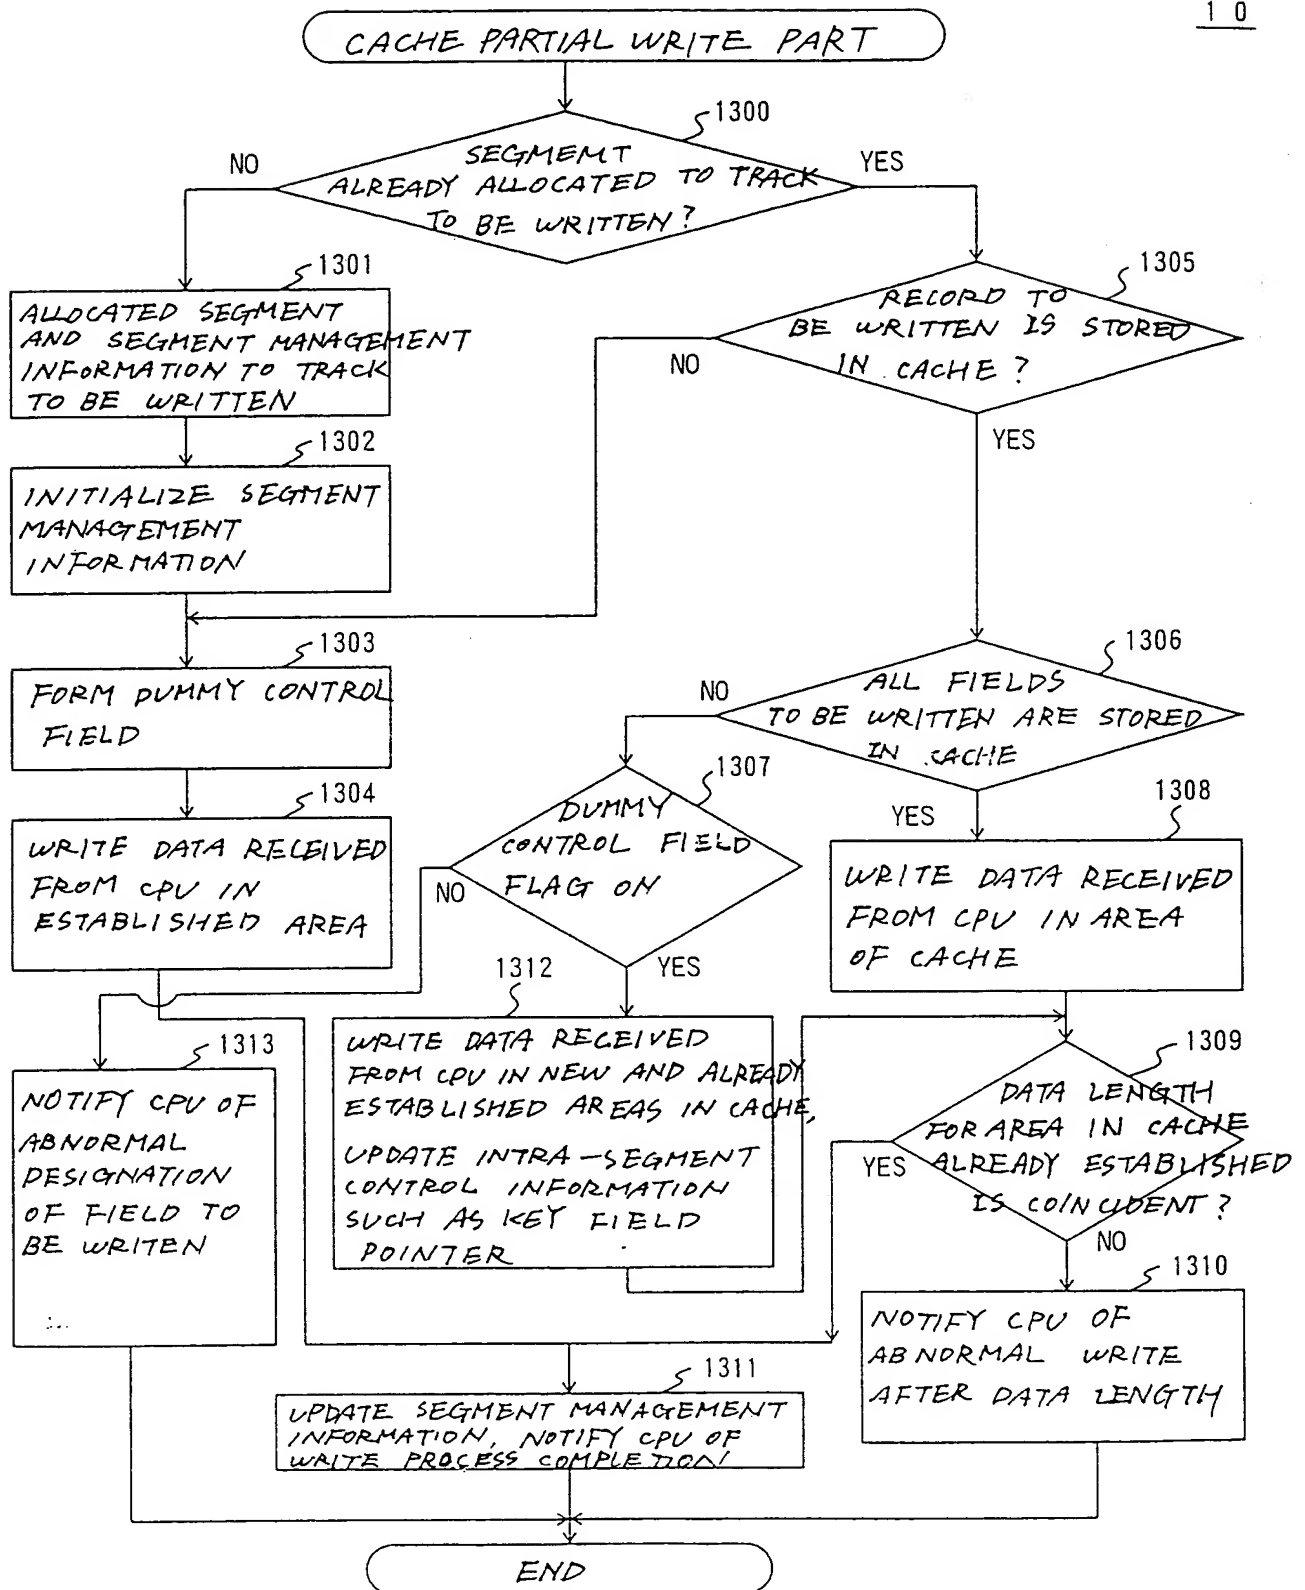 1 0
CACHE PARTIAL WRITE PART
1300
SEGMEMT
ALREADY ALLOCATED TO TRACK
TO BE WRITTEN?
NO
YES
1301
ALLOCATED SEGMENT
AND SEGMENT MANAGEMENT
INFORMATION TO TRACK
TO BE WRITTEN
1305
RECORD TO
BE WRITTEN IS STORED
IN CACHE?
NO
YES
1302
INITIALIZE SEGMENT
MANAGEMENT
INFORMATION
1303
FORM DUMMY CONTROL
FIELD
1306
ALL FIELDS
TO BE WRITTEN ARE STORED
IN CACHE
NO
YES
1304
WRITE DATA RECEIVED
FROM CPU IN
ESTABLISHED AREA
1307
DUMMY
CONTROL FIELD
FLAG ON
NO
YES
1308
WRITE DATA RECEIVED
FROM CPU IN AREA
OF CACHE
1312
WRITE DATA RECEIVED
FROM CPU IN NEW AND ALREADY
ESTABLISHED AREAS IN CACHE,
UPDATE INTRA-SEGMENT
CONTROL INFORMATION
SUCH AS KEY FIELD
POINTER
1309
DATA LENGTH
FOR AREA IN CACHE
ALREADY ESTABLISHED
IS COINCIDENT?
YES
NO
1313
NOTIFY CPU OF
ABNORMAL
DESIGNATION
OF FIELD TO
BE WRITEN
1310
NOTIFY CPU OF
ABNORMAL WRITE
AFTER DATA LENGTH
1311
UPDATE SEGMENT MANAGEMENT
INFORMATION, NOTIFY CPU OF
WRITE PROCESS COMPLETION
END